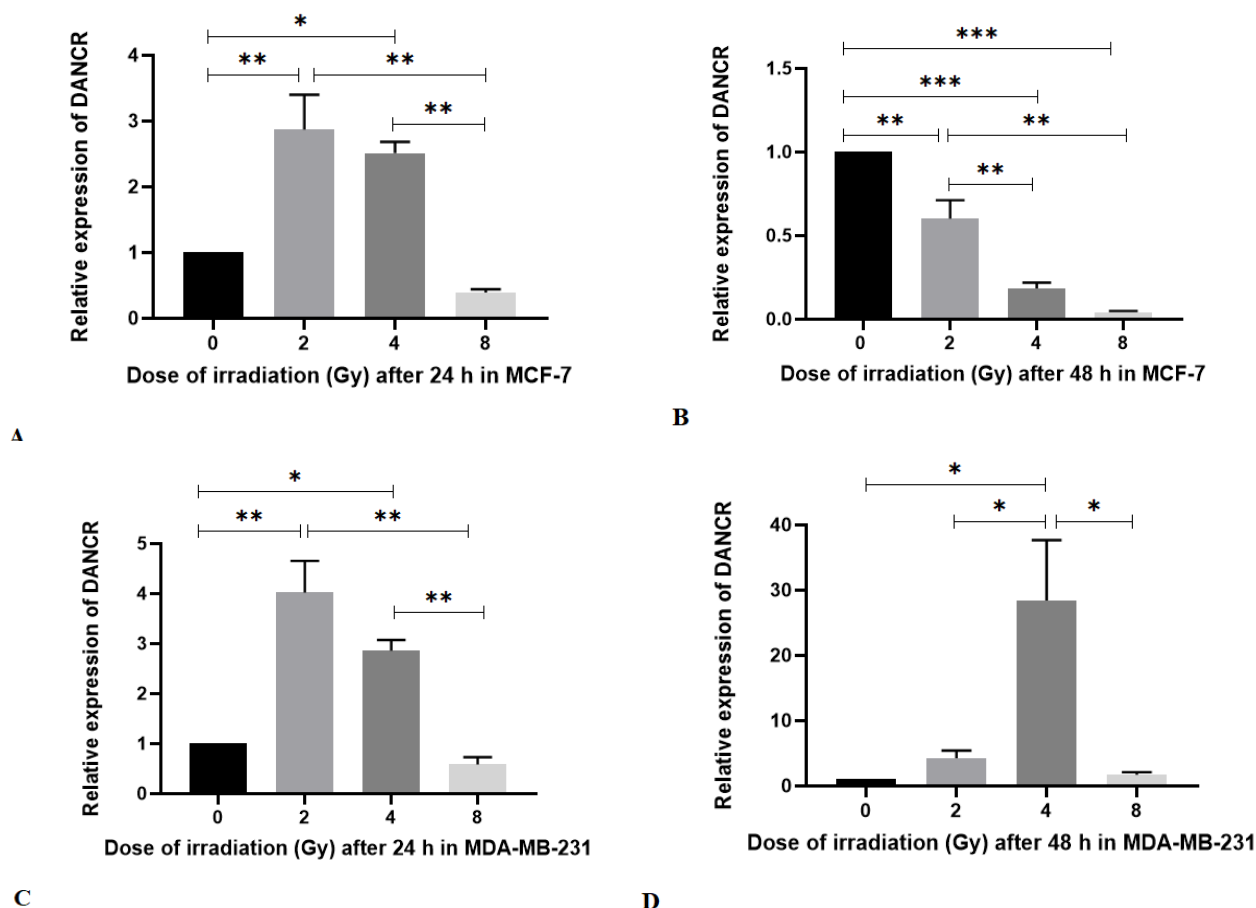 *
** **
**
Relative expression of DANCR
4
3
2
1
0
0 2 4 8
Dose of irradiation (Gy) after 24 h in MCF-7
A
***
***
** **
**
Relative expression of DANCR
1.5
1.0
0.5
0.0
0 2 4 8
Dose of irradiation (Gy) after 48 h in MCF-7
B
*
** **
**
Relative expression of DANCR
5
4
3
2
1
0
0 2 4 8
Dose of irradiation (Gy) after 24 h in MDA-MB-231
C
*
* *
Relative expression of DANCR
40
30
20
10
0
0 2 4 8
Dose of irradiation (Gy) after 48 h in MDA-MB-231
D